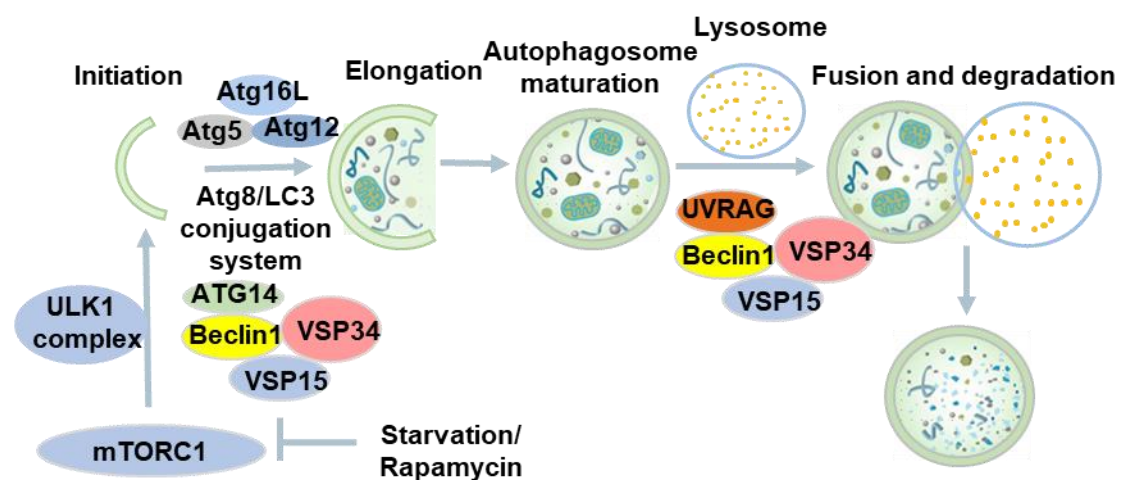 Initiation
Atg16L
Atg5
Atg12
Elongation
Autophagosome
maturation
Lysosome
Fusion and degradation
Atg8/LC3
conjugation
system
ULK1
complex
ATG14
Beclin1
VSP34
VSP15
UVRAG
Beclin1
VSP34
VSP15
mTORC1
Starvation/
Rapamycin